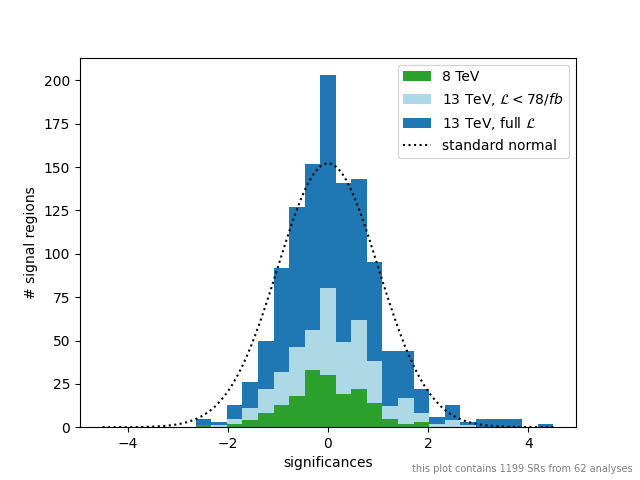 8 TeV
13 TeV, ℒ < 78/fb
13 TeV, full ℒ
standard normal
# signal regions
200
175
150
125
100
75
50
25
0
−4
−2
0
2
4
significances
this plot contains 1199 SRs from 62 analyses